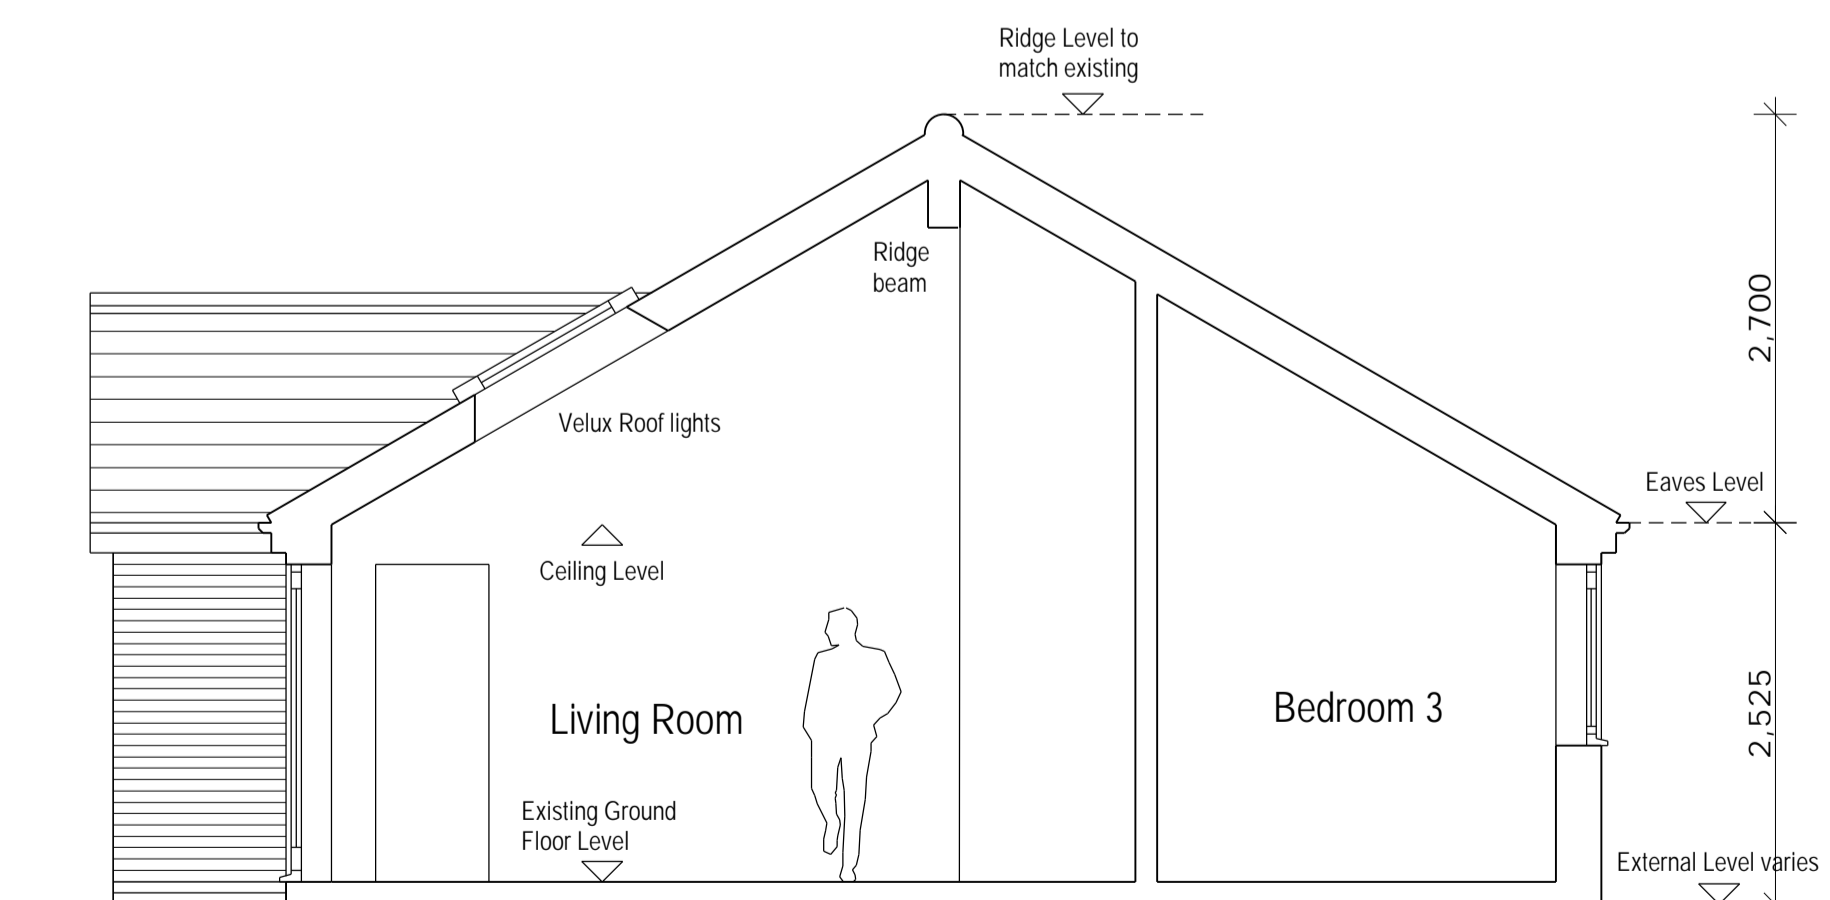 Ridge Level to
match existing
Ridge
beam
2,700
Velux Roof lights
Eaves Level
Ceiling Level
Living Room
Bedroom 3
2,525
Existing Ground
Floor Level
External Level varies